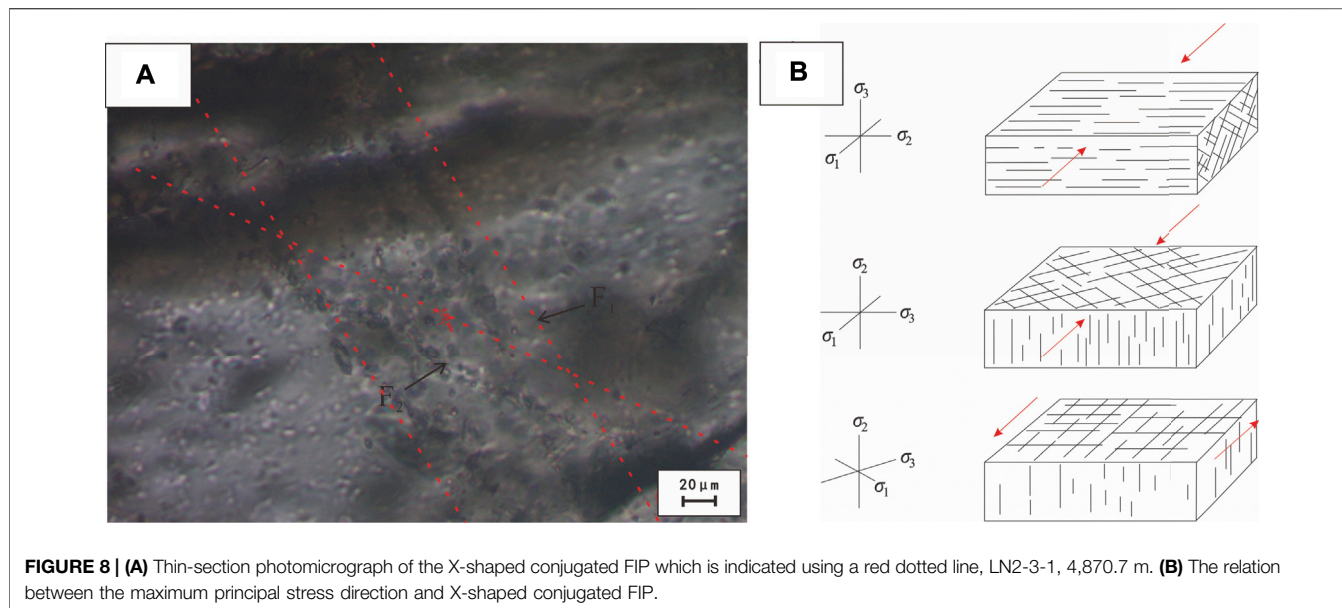 A
F1
F2
20 μm
B
σ3
σ2
σ1
σ2
σ3
σ1
σ2
σ3
σ1
FIGURE 8 | (A) Thin-section photomicrograph of the X-shaped conjugated FIP which is indicated using a red dotted line, LN2-3-1, 4,870.7 m. (B) The relation
between the maximum principal stress direction and X-shaped conjugated FIP.